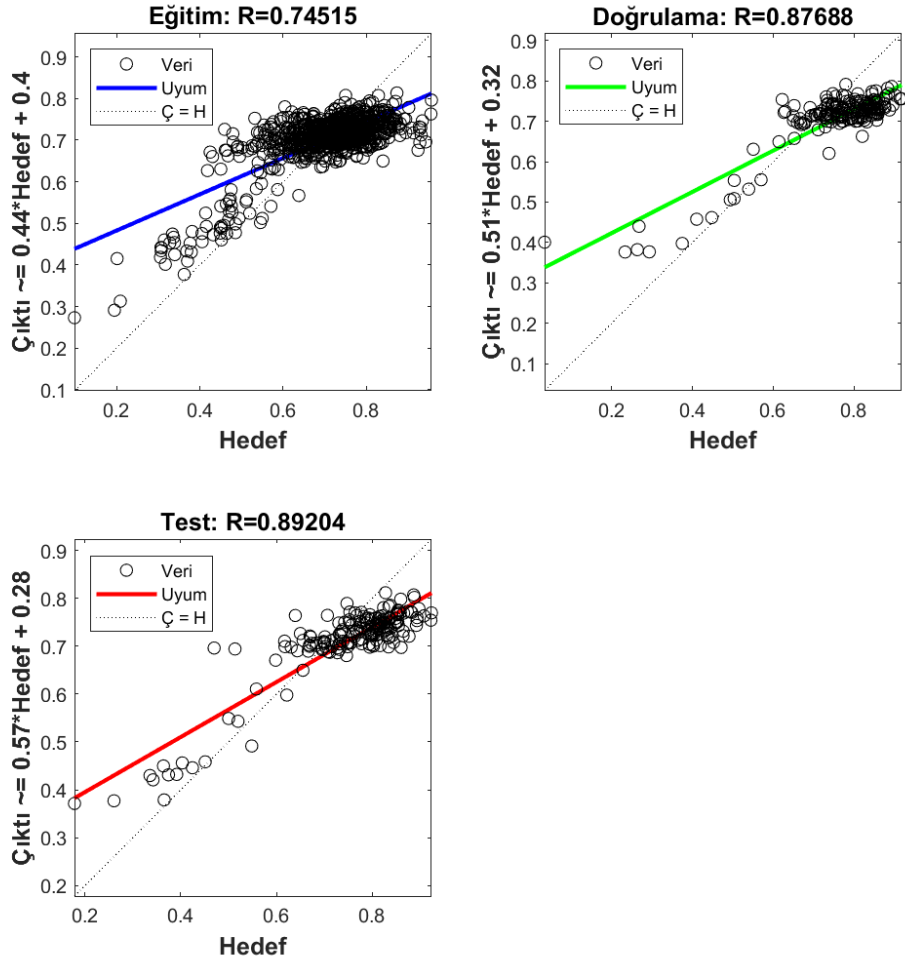 Eğitim: R=0.74515
Çıktı ~= 0.44*Hedef + 0.4
0.9
0.8
0.7
0.6
0.5
0.4
0.3
0.2
0.1
Veri
Uyum
Ç = H
0.2 0.4 0.6 0.8
Hedef
Doğrulama: R=0.87688
Çıktı ~= 0.51*Hedef + 0.32
0.9
0.8
0.7
0.6
0.5
0.4
0.3
0.2
0.1
Veri
Uyum
Ç = H
0.2 0.4 0.6 0.8
Hedef
Test: R=0.89204
Çıktı ~= 0.57*Hedef + 0.28
0.9
0.8
0.7
0.6
0.5
0.4
0.3
0.2
Veri
Uyum
Ç = H
0.2 0.4 0.6 0.8
Hedef